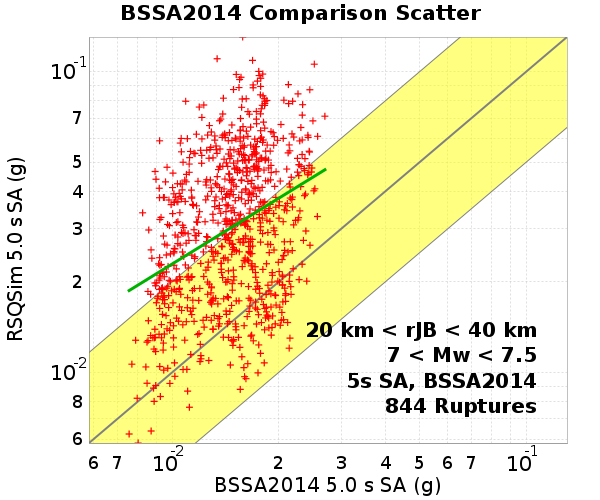 BSSA2014 Comparison Scatter
RSQSim 5.0 s SA (g)
10-1
7
5
4
3
2
10-2
8
6
20 km < rJB < 40 km
7 < Mw < 7.5
5s SA, BSSA2014
844 Ruptures
6 7 10-2 2 3 4 5 6 7 10-1
BSSA2014 5.0 s SA (g)